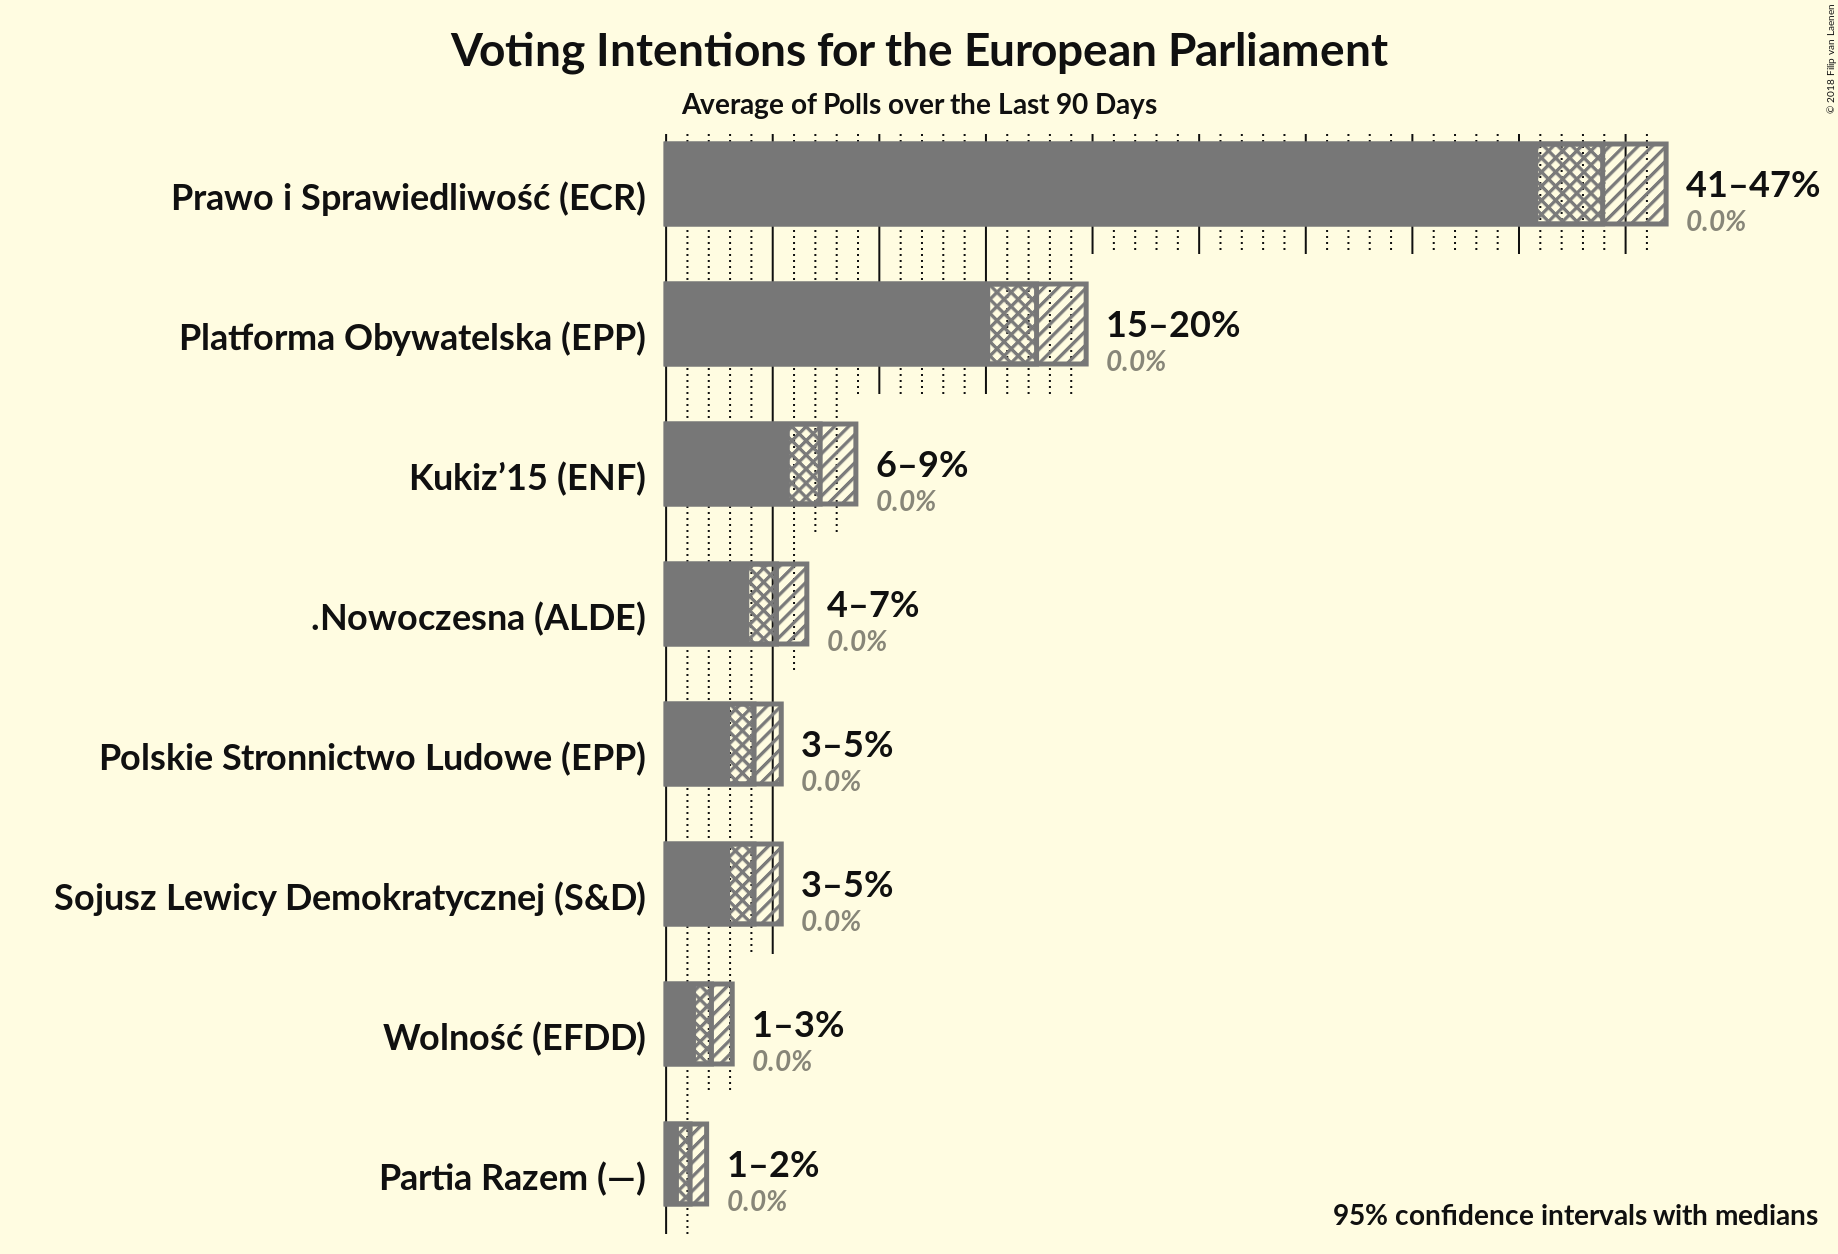 Voting Intentions for the European Parliament
Average of Polls over the Last 90 Days
© 2018 Filip van Laenen
Prawo i Sprawiedliwość (ECR)
41–47%
0.0%
Platforma Obywatelska (EPP)
15–20%
0.0%
Kukiz’15 (ENF)
6–9%
0.0%
.Nowoczesna (ALDE)
4–7%
0.0%
Polskie Stronnictwo Ludowe (EPP)
3–5%
0.0%
Sojusz Lewicy Demokratycznej (S&D)
3–5%
0.0%
Wolność (EFDD)
1–3%
0.0%
Partia Razem (—)
1–2%
0.0%
95% confidence intervals with medians